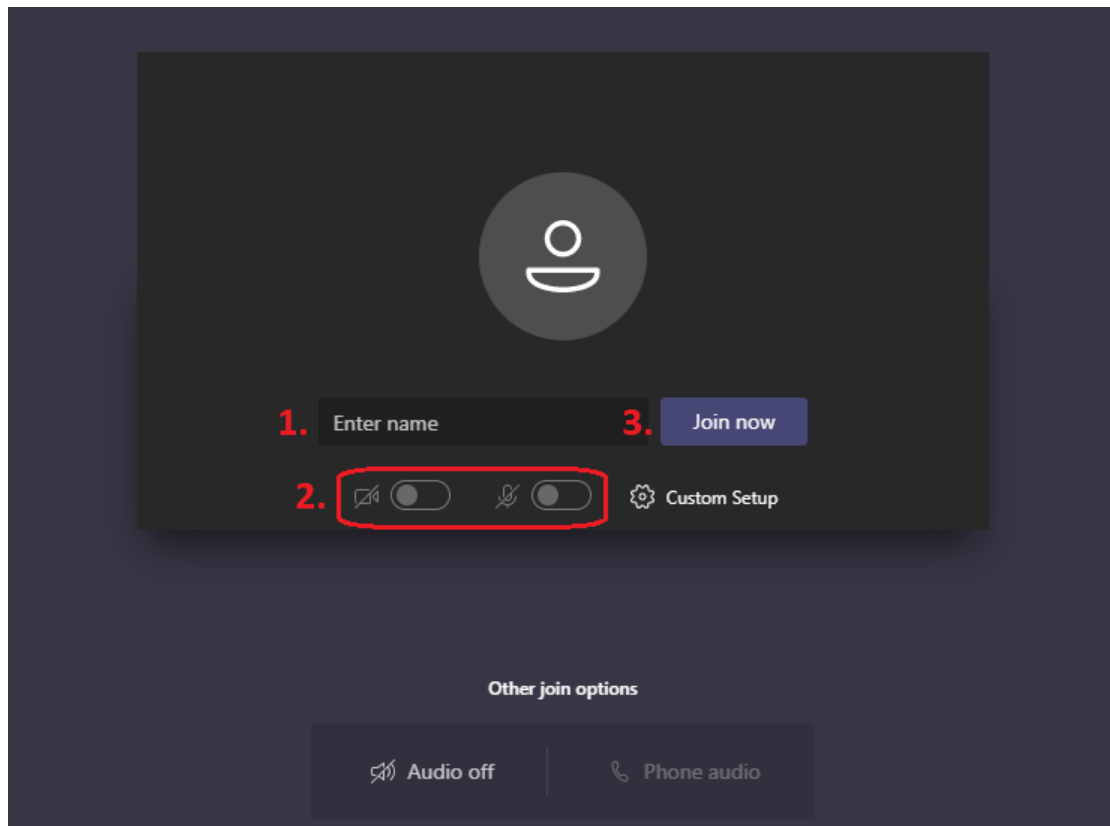 1. Enter name 3. Join now
2. Custom Setup
Other join options
Audio off Phone audio